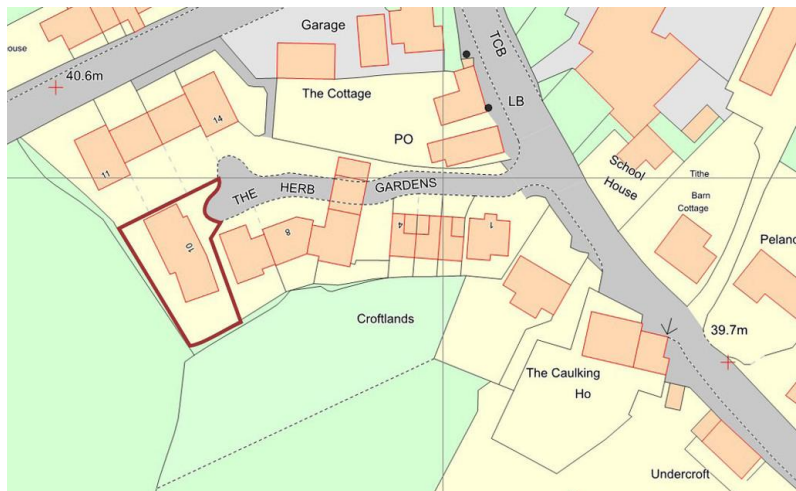 Garage
TCB
ouse
40.6m
The Cottage
LB
14
PO
11
School
House
Tithe
Barn
Cottage
THE HERB GARDENS
10
8
4
1
Pelanc
Croftlands
39.7m
The Caulking
Ho
Undercroft